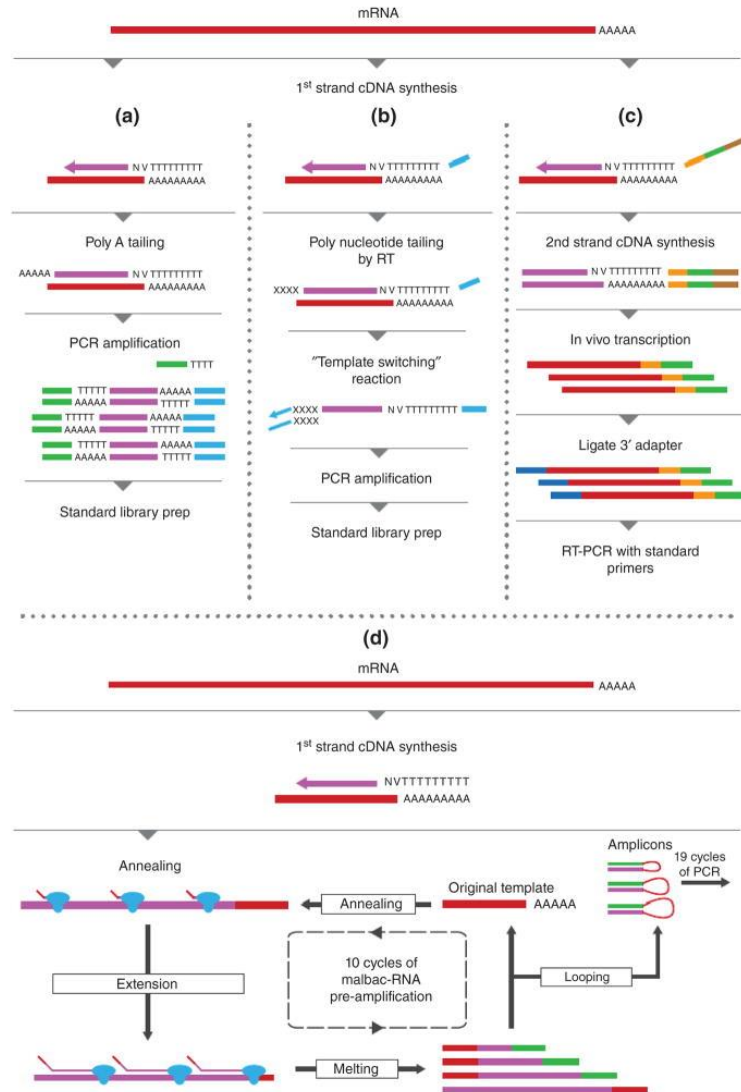 mRNA
AAAAA
1st strand cDNA synthesis
(a)
(b)
(c)
N V TTTTTTTTT
AAAAAAAAA
N V TTTTTTTTT
AAAAAAAAA
N V TTTTTTTTT
AAAAAAAAA
Poly A tailing
Poly nucleotide tailing
by RT
2nd strand cDNA synthesis
AAAAA
N V TTTTTTTTT
AAAAAAAAA
XXXX
N V TTTTTTTTT
AAAAAAAAA
N V TTTTTTTTT
AAAAAAAAA
PCR amplification
TTTT
"Template switching"
reaction
In vivo transcription
TTTTT
AAAAA
AAAAA
TTTTT
TTTTT
AAAAA
AAAAA
TTTTT
TTTTT
AAAAA
AAAAA
TTTTT
XXXX
N V TTTTTTTTT
XXXX
Ligate 3′ adapter
PCR amplification
Standard library prep
Standard library prep
RT-PCR with standard
primers
(d)
mRNA
AAAAA
1st strand cDNA synthesis
NVTTTTTTTTT
AAAAAAAAA
Annealing
Annealing
Original template
AAAAA
Amplicons
19 cycles
of PCR
Extension
10 cycles of
malbac-RNA
pre-amplification
Looping
Melting